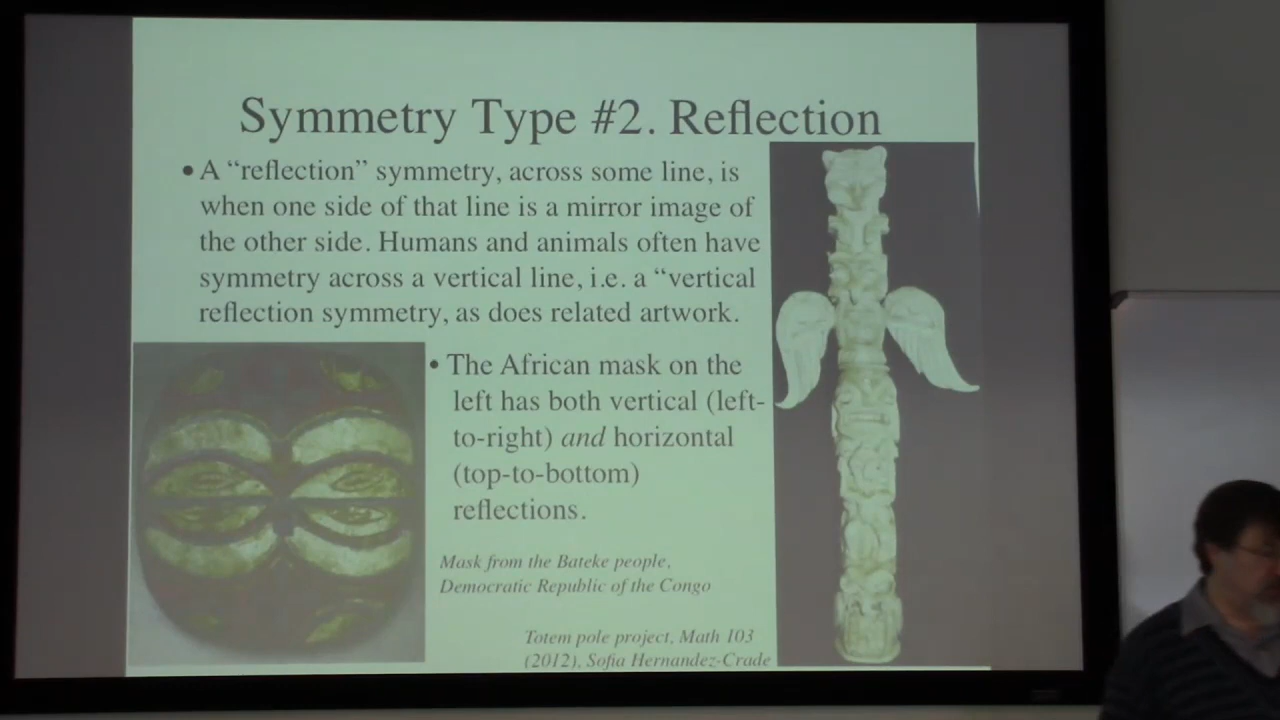 Symmetry Type #2. Reflection
• A “reflection” symmetry, across some line, is
when one side of that line is a mirror image of
the other side. Humans and animals often have
symmetry across a vertical line, i.e. a “vertical
reflection symmetry, as does related artwork.
• The African mask on the
left has both vertical (left-
to-right) and horizontal
(top-to-bottom)
reflections.
Mask from the Bateke people,
Democratic Republic of the Congo
Totem pole project, Math 103
(2012), Sofia Hernandez-Crade